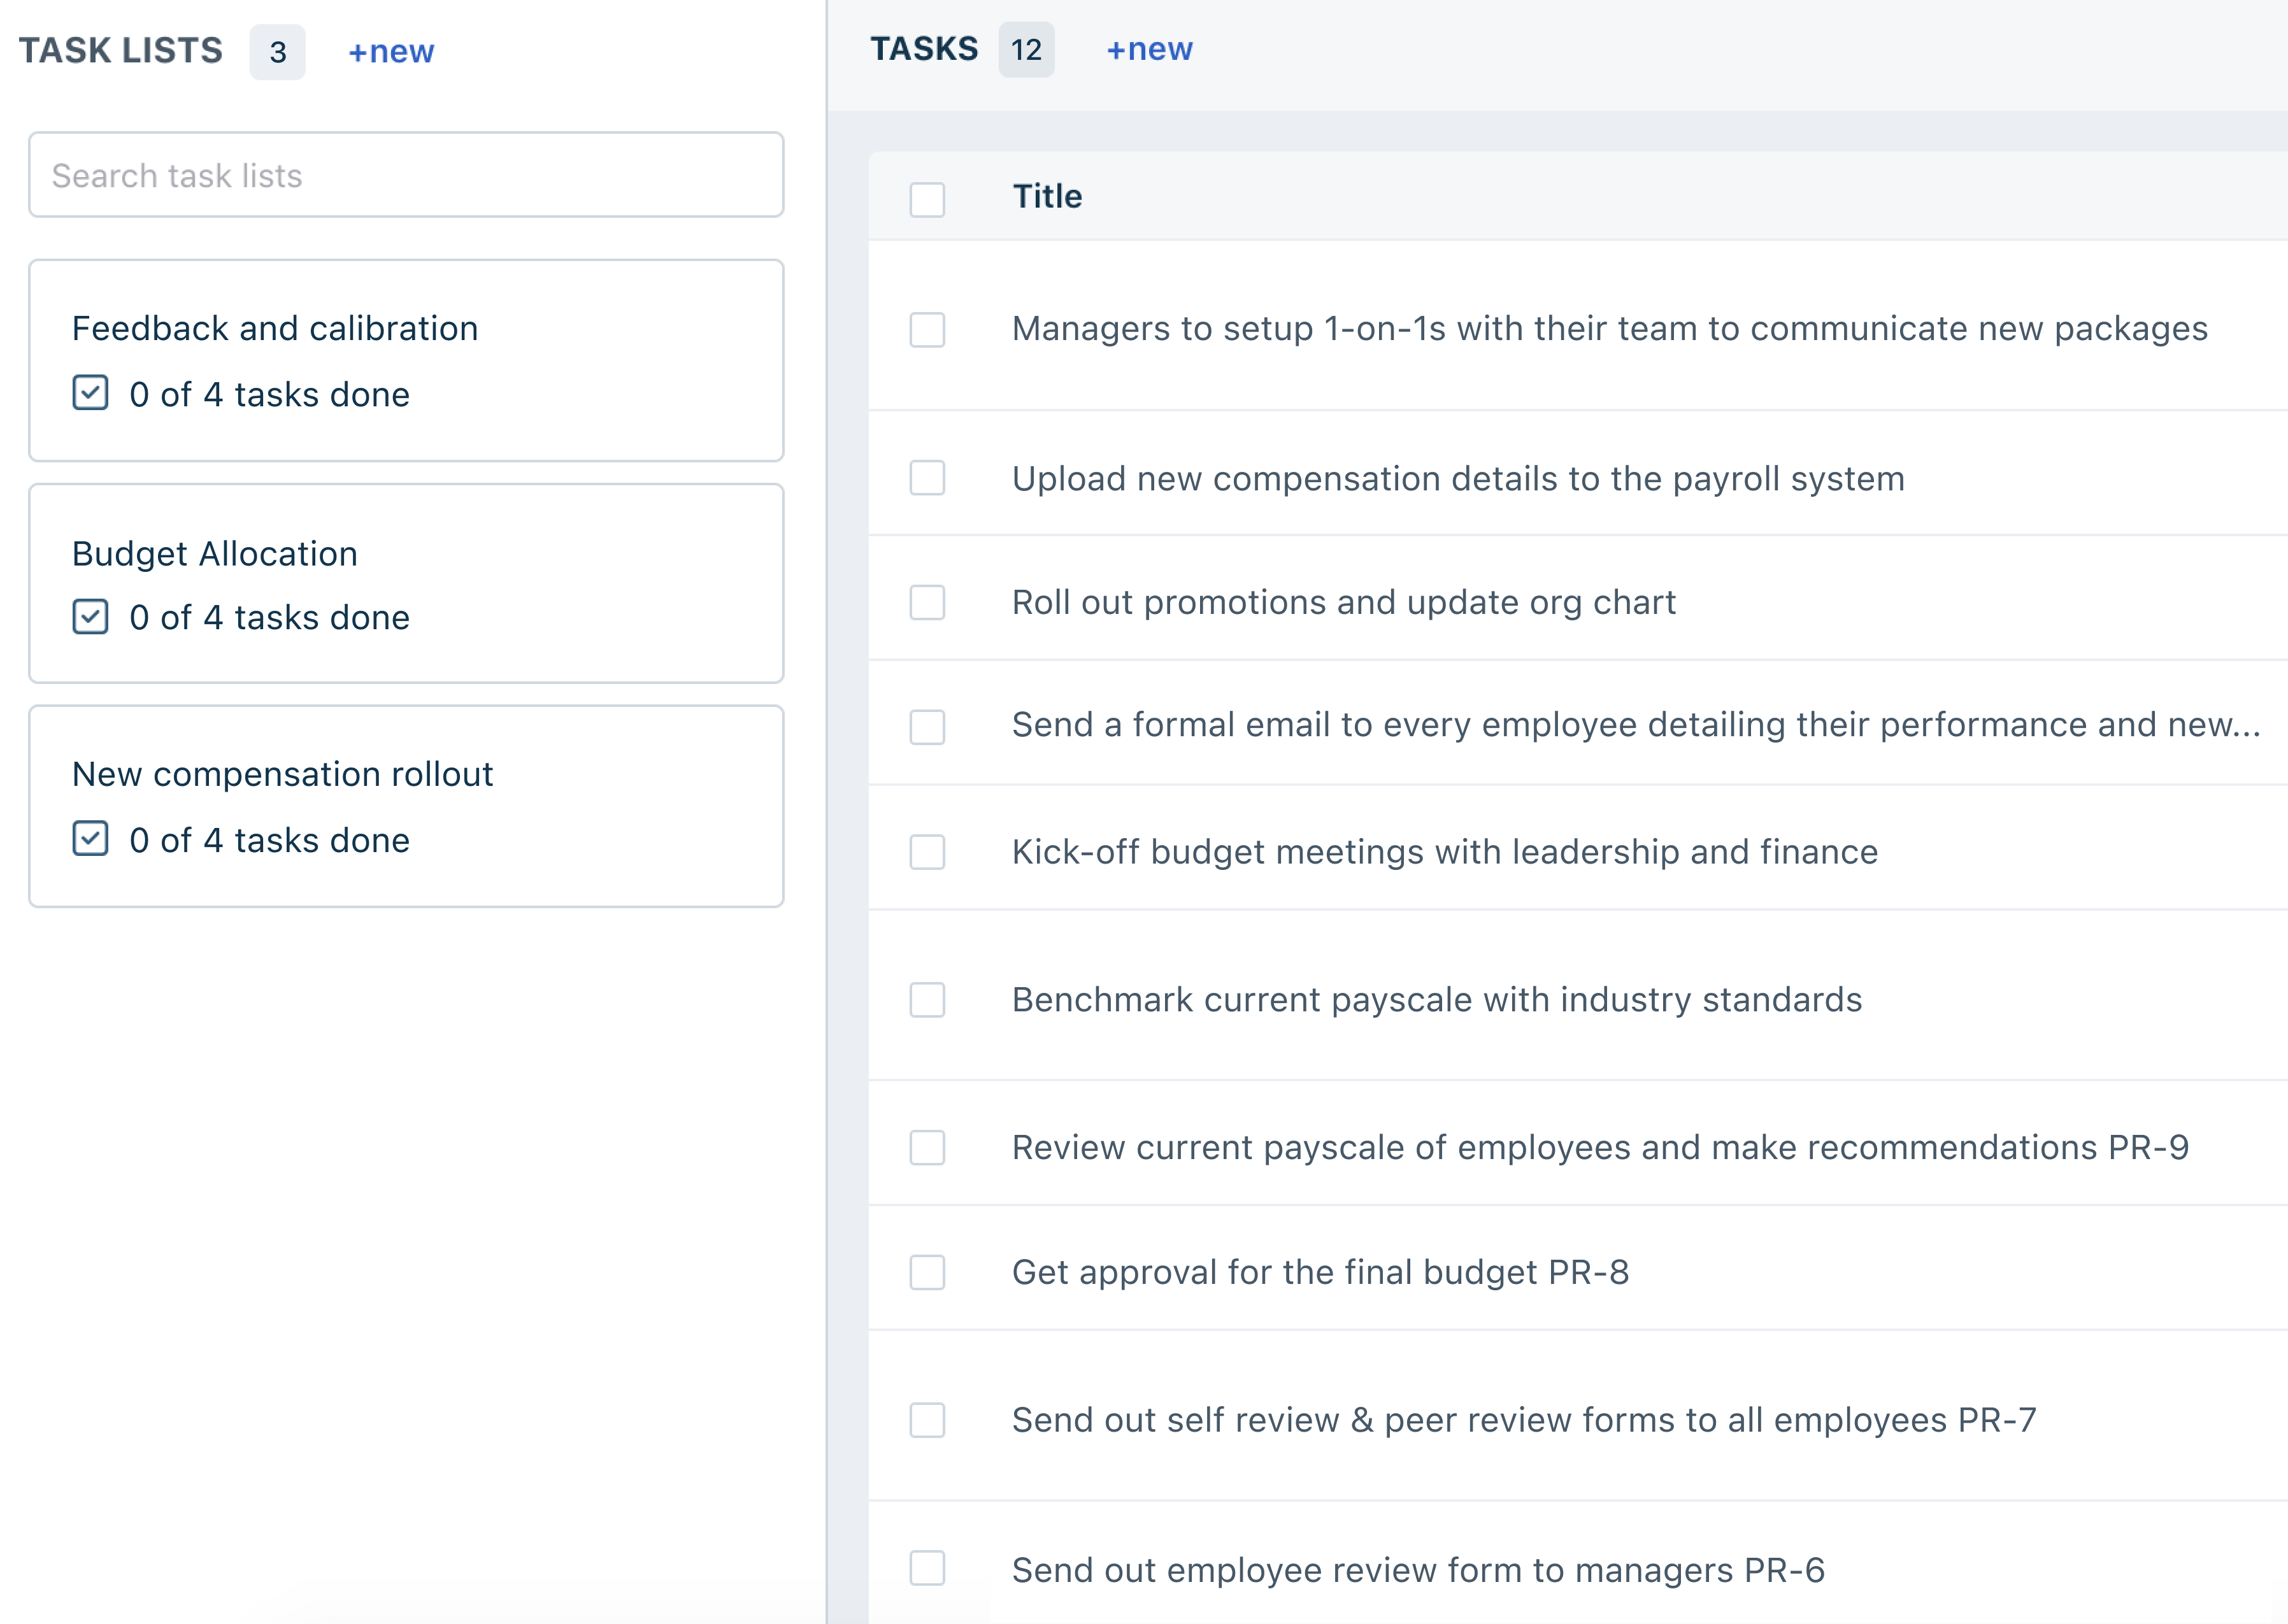 TASK LISTS 3 +new
Search task lists
Feedback and calibration
0 of 4 tasks done
Budget Allocation
0 of 4 tasks done
New compensation rollout
0 of 4 tasks done
TASKS 12 +new
Title
Managers to setup 1-on-1s with their team to communicate new packages
Upload new compensation details to the payroll system
Roll out promotions and update org chart
Send a formal email to every employee detailing their performance and new...
Kick-off budget meetings with leadership and finance
Benchmark current payscale with industry standards
Review current payscale of employees and make recommendations PR-9
Get approval for the final budget PR-8
Send out self review & peer review forms to all employees PR-7
Send out employee review form to managers PR-6